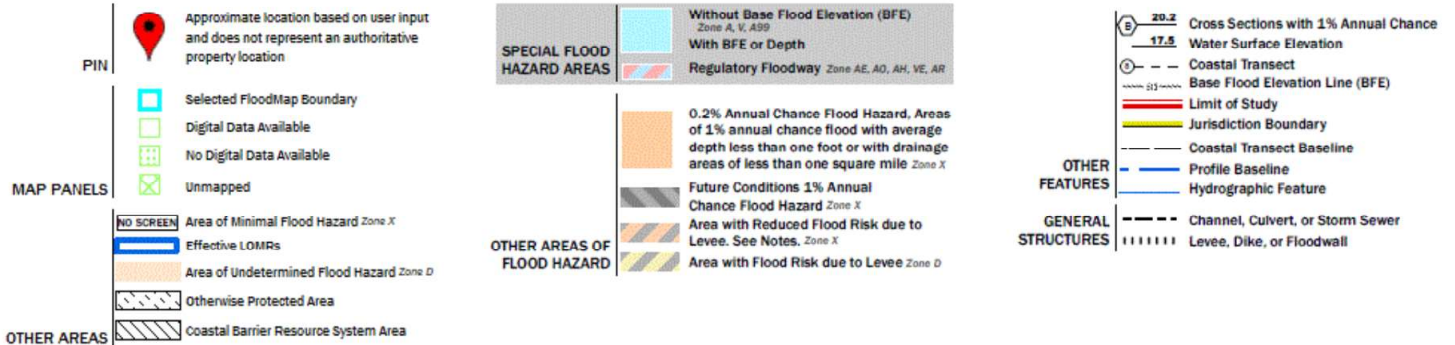 PIN
Approximate location based on user input
and does not represent an authoritative
property location
MAP PANELS
Selected FloodMap Boundary
Digital Data Available
No Digital Data Available
Unmapped
OTHER AREAS
NO SCREEN Area of Minimal Flood Hazard Zone X
Effective LOMRs
Area of Undetermined Flood Hazard Zone D
Otherwise Protected Area
Coastal Barrier Resource System Area
SPECIAL FLOOD
HAZARD AREAS
Without Base Flood Elevation (BFE)
Zone A, V, A99
With BFE or Depth
Regulatory Floodway Zone AE, AO, AH, VE, AR
OTHER AREAS OF
FLOOD HAZARD
0.2% Annual Chance Flood Hazard, Areas
of 1% annual chance flood with average
depth less than one foot or with drainage
areas of less than one square mile Zone X
Future Conditions 1% Annual
Chance Flood Hazard Zone X
Area with Reduced Flood Risk due to
Levee. See Notes. Zone X
Area with Flood Risk due to Levee Zone D
OTHER
FEATURES
B 20.2 Cross Sections with 1% Annual Chance
17.5 Water Surface Elevation
8 Coastal Transect
513 Base Flood Elevation Line (BFE)
Limit of Study
Jurisdiction Boundary
Coastal Transect Baseline
Profile Baseline
Hydrographic Feature
GENERAL
STRUCTURES
Channel, Culvert, or Storm Sewer
Levee, Dike, or Floodwall